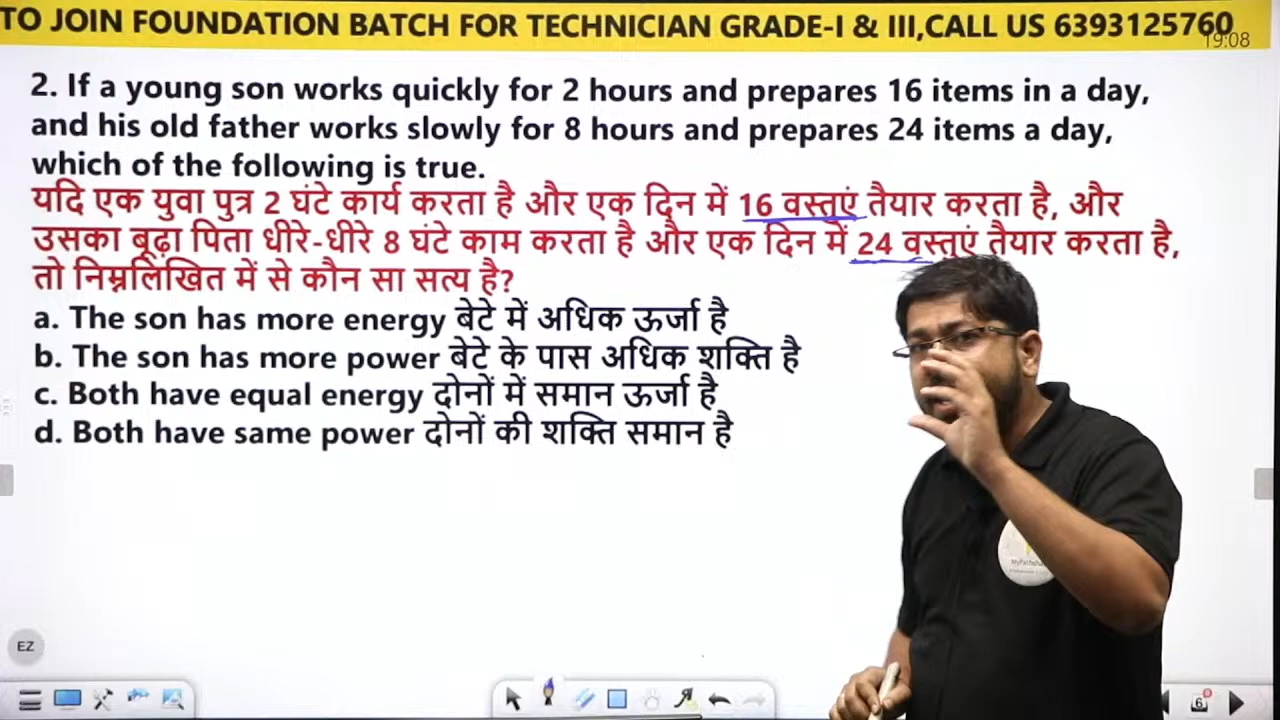 TO JOIN FOUNDATION BATCH FOR TECHNICIAN GRADE-I & III,CALL US 6393125760
19:08
2. If a young son works quickly for 2 hours and prepares 16 items in a day,
and his old father works slowly for 8 hours and prepares 24 items a day,
which of the following is true.
यदि एक युवा पुत्र 2 घंटे कार्य करता है और एक दिन में 16 वस्तुएं तैयार करता है, और
उसका बूढ़ा पिता धीरे-धीरे 8 घंटे काम करता है और एक दिन में 24 वस्तुएं तैयार करता है,
तो निम्नलिखित में से कौन सा सत्य है?
a. The son has more energy बेटे में अधिक ऊर्जा है
b. The son has more power बेटे के पास अधिक शक्ति है
c. Both have equal energy दोनों में समान ऊर्जा है
d. Both have same power दोनों की शक्ति समान है
EZ
6